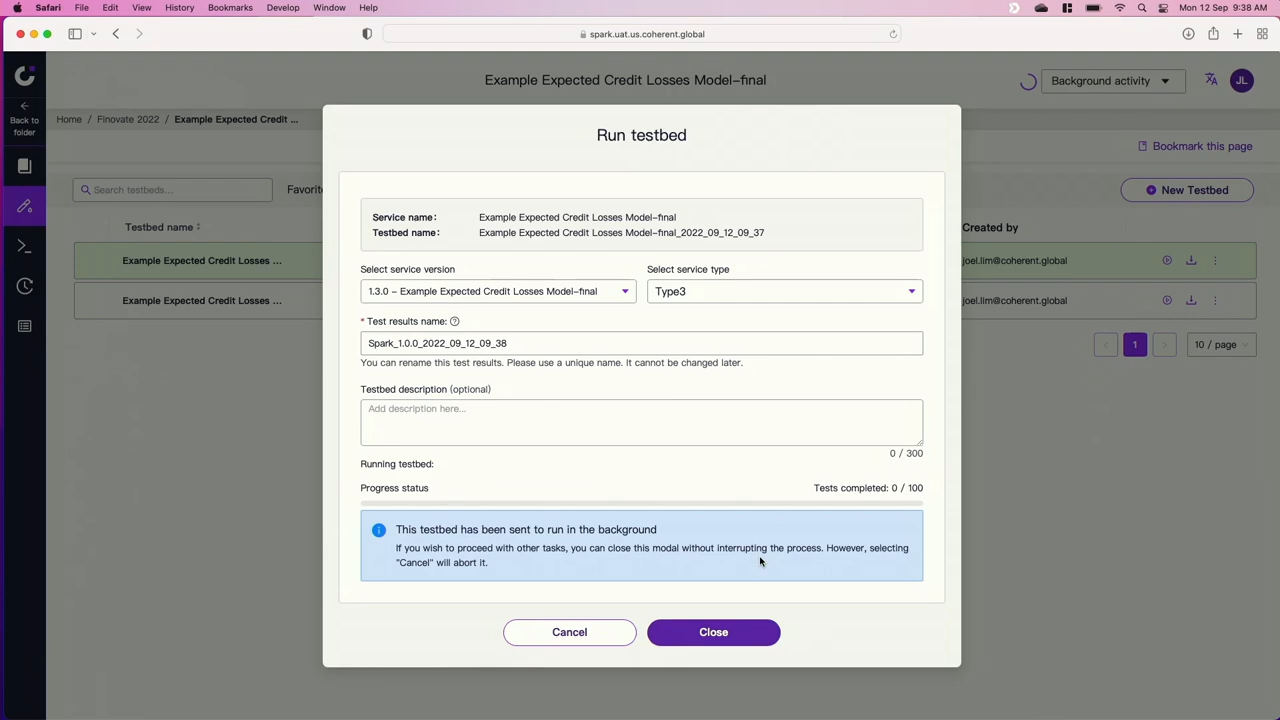 Safari File Edit View History Bookmarks Develop Window Help
Mon 12 Sep 9:38 AM
spark.uat.us.coherent.global
Example Expected Credit Losses Model-final
Background activity
JL
Back to
folder
Home / Finovate 2022 / Example Expected Credit ...
Bookmark this page
Search testbeds...
Favorit
New Testbed
Testbed name
Created by
Example Expected Credit Losses ...
joel.lim@coherent.global
Example Expected Credit Losses ...
joel.lim@coherent.global
1
10 / page
Run testbed
Service name: Example Expected Credit Losses Model-final
Testbed name: Example Expected Credit Losses Model-final_2022_09_12_09_37
Select service version
Select service type
1.3.0 - Example Expected Credit Losses Model-final
Type3
* Test results name:
Spark_1.0.0_2022_09_12_09_38
You can rename this test results. Please use a unique name. It cannot be changed later.
Testbed description (optional)
Add description here...
0 / 300
Running testbed:
Progress status
Tests completed: 0 / 100
This testbed has been sent to run in the background
If you wish to proceed with other tasks, you can close this modal without interrupting the process. However, selecting
"Cancel" will abort it.
Cancel
Close